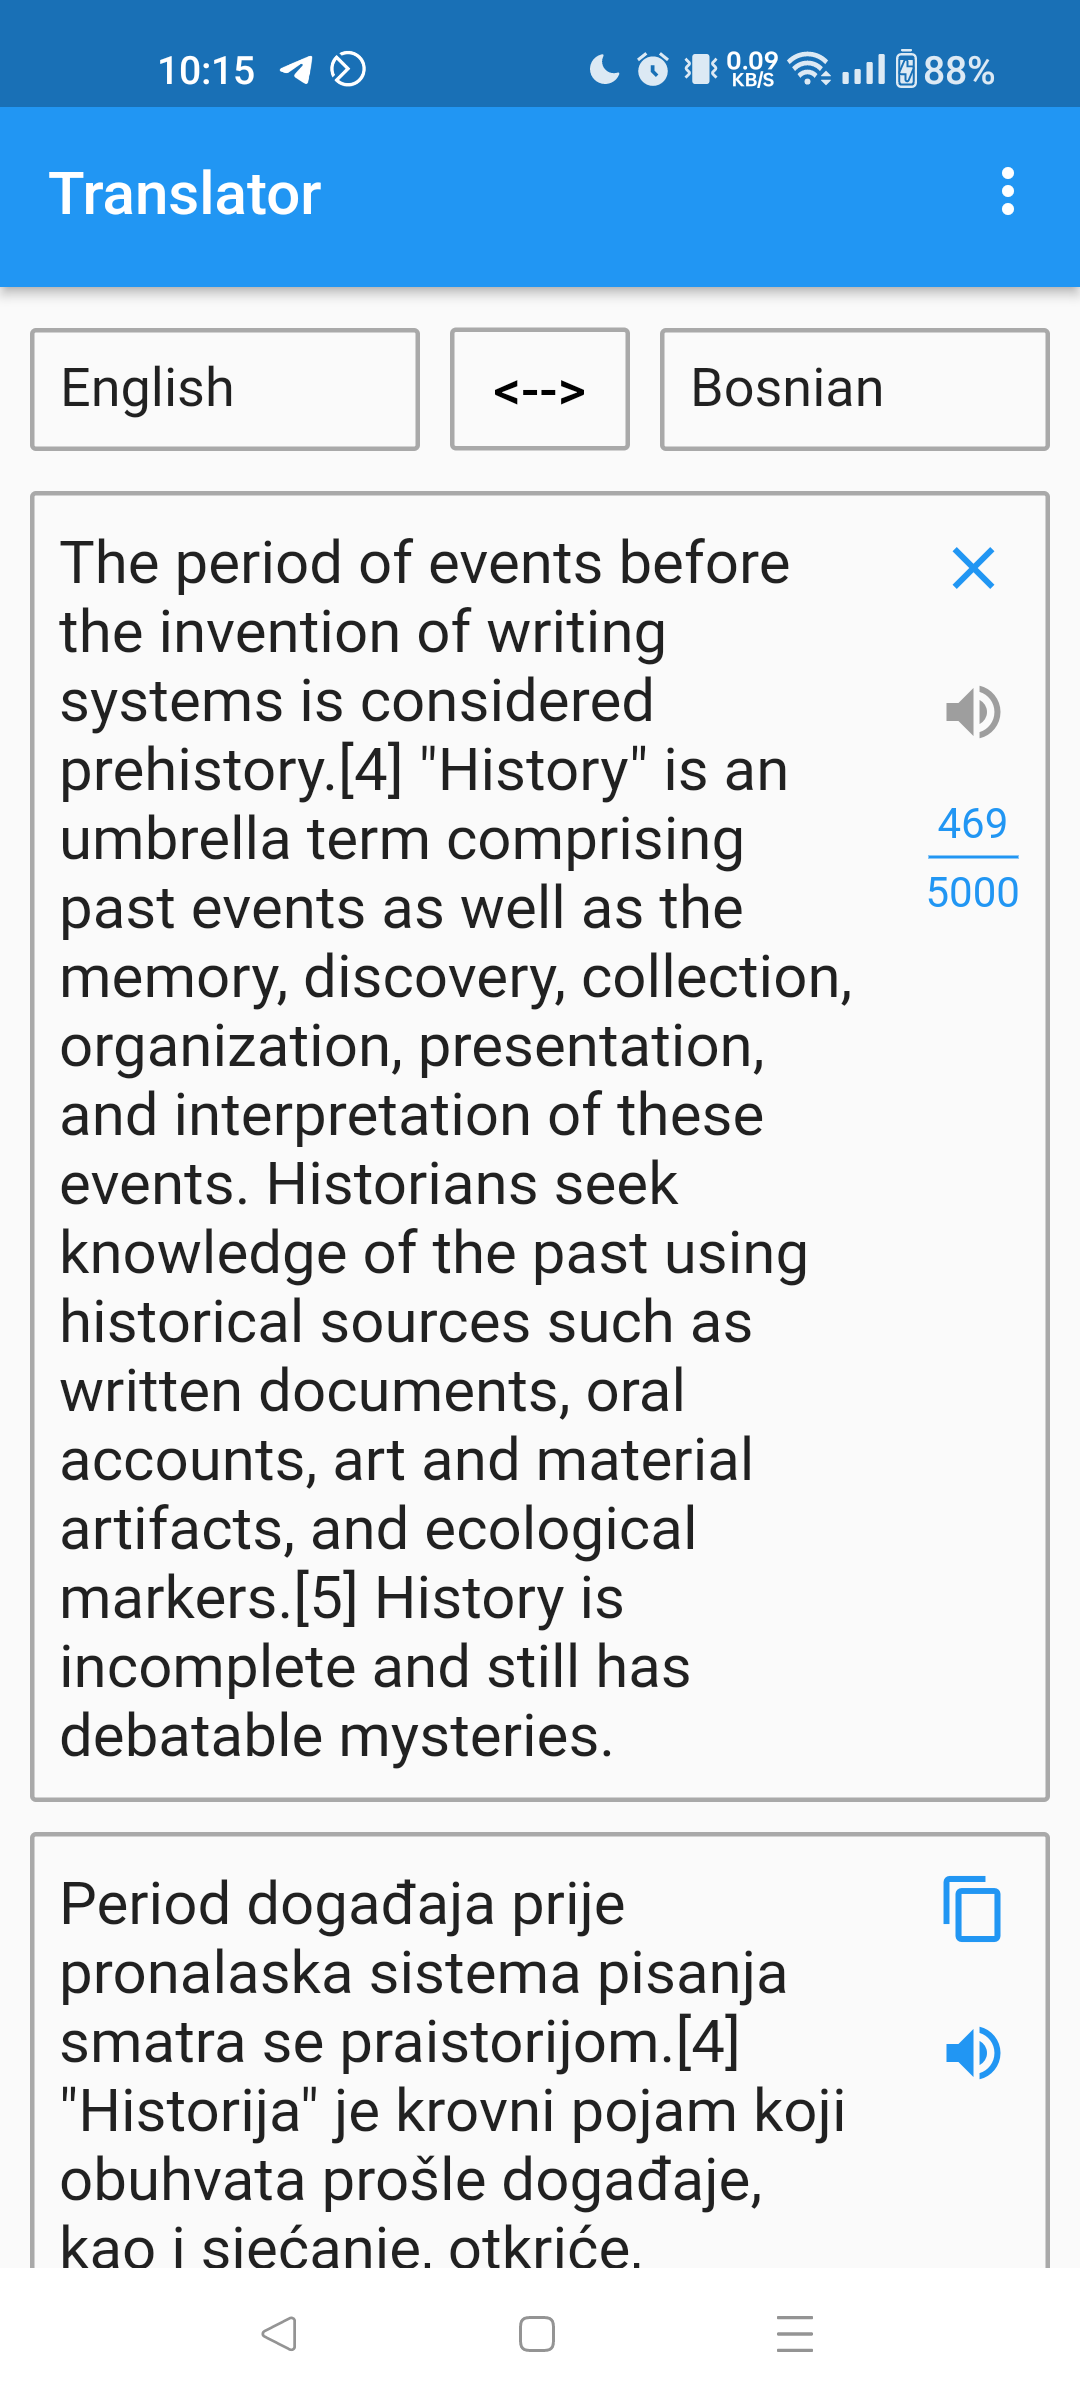 10:15 0.09 KB/S 88%
Translator
English <--> Bosnian
The period of events before
the invention of writing
systems is considered
prehistory.[4] "History" is an
umbrella term comprising
past events as well as the
memory, discovery, collection,
organization, presentation,
and interpretation of these
events. Historians seek
knowledge of the past using
historical sources such as
written documents, oral
accounts, art and material
artifacts, and ecological
markers.[5] History is
incomplete and still has
debatable mysteries.
469
5000
Period događaja prije
pronalaska sistema pisanja
smatra se praistorijom.[4]
"Historija" je krovni pojam koji
obuhvata prošle događaje,
kao i sjećanje, otkriće,